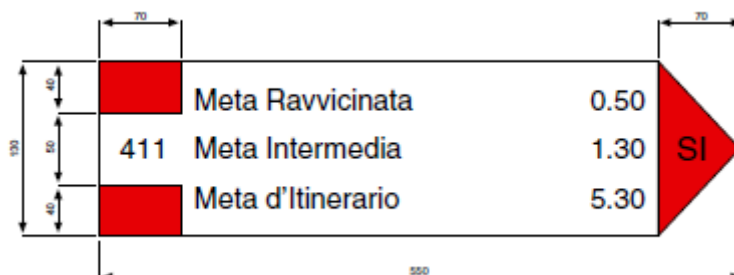 70 70
40 Meta Ravvicinata 0.50
130 50 411 Meta Intermedia 1.30 SI
40 Meta d'Itinerario 5.30
550